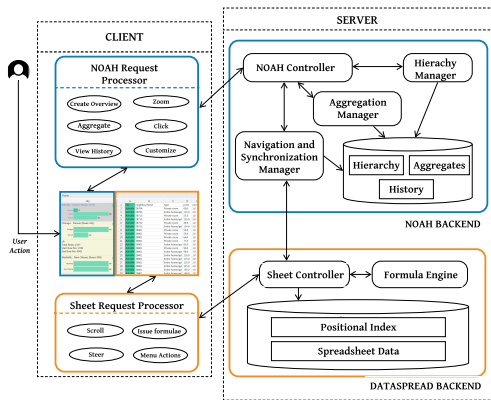 CLIENT
SERVER
NOAH Request
Processor
Create Overview
Zoom
Aggregate
Click
View History
Customize
User
Action
Sheet Request Processor
Scroll
Issue formulae
Steer
Menu Actions
NOAH Controller
Hierachy
Manager
Aggregation
Manager
Navigation and
Synchronization
Manager
Hierarchy
Aggregates
History
NOAH BACKEND
Sheet Controller
Formula Engine
Positional Index
Spreadsheet Data
DATASPREAD BACKEND